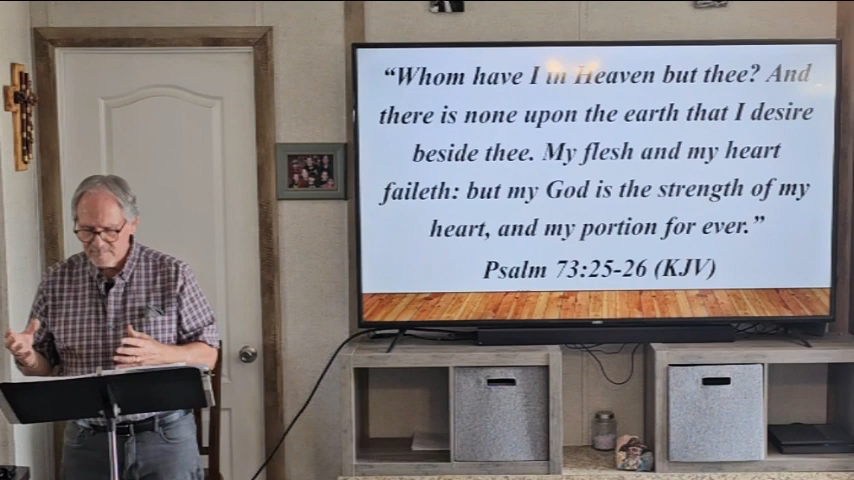 “Whom have I in Heaven but thee? And
there is none upon the earth that I desire
beside thee. My flesh and my heart
faileth: but my God is the strength of my
heart, and my portion for ever.”
Psalm 73:25-26 (KJV)